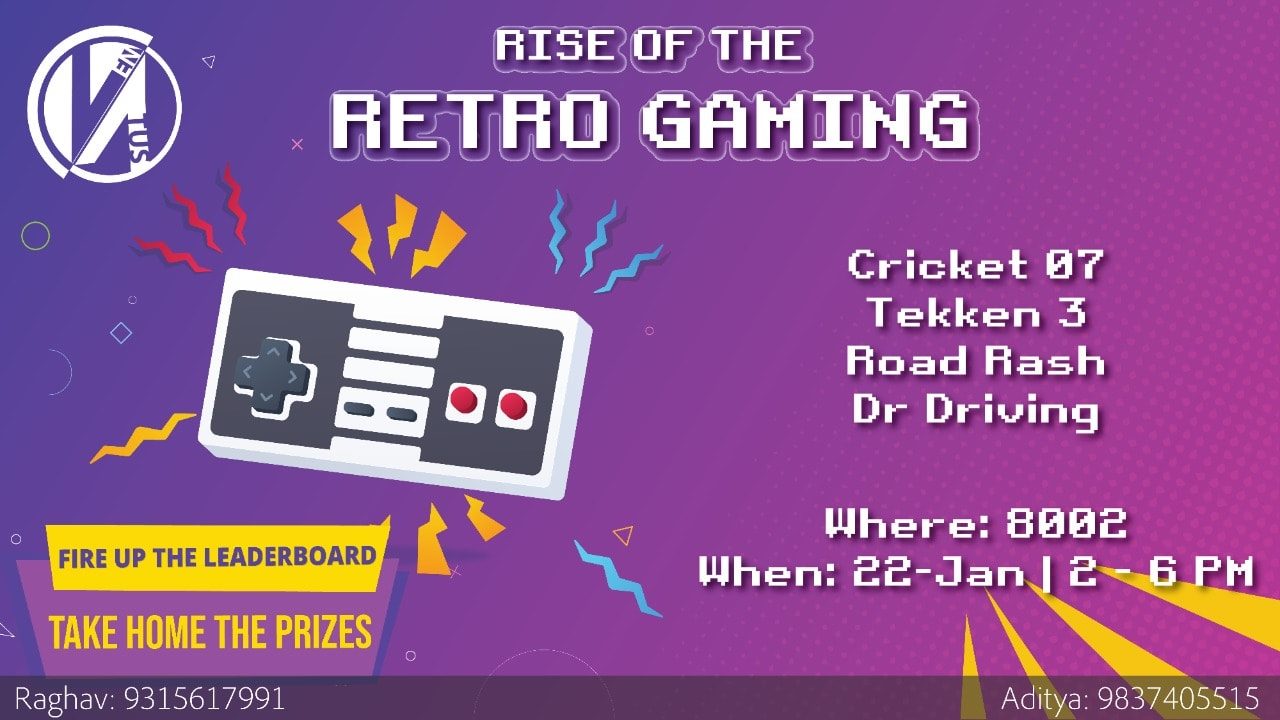 RISE OF THE
RETRO GAMING
Cricket 07
Tekken 3
Road Rash
Dr Driving
Where: 8002
When: 22-Jan | 2 - 6 PM
FIRE UP THE LEADERBOARD
TAKE HOME THE PRIZES
Raghav: 9315617991
Aditya: 9837405515